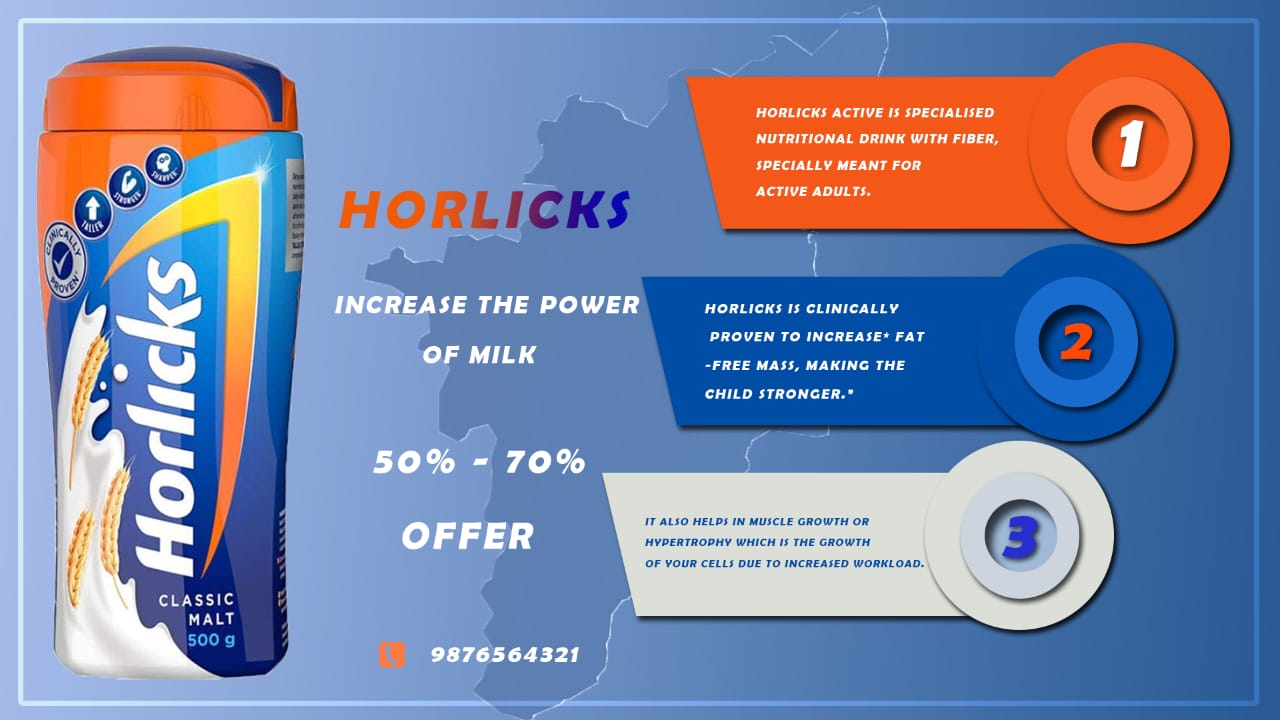 CLINICALLY
PROVEN
TALLER
STRONGER
SHARPER
Horlicks
CLASSIC
MALT
500 g
HORLICKS
INCREASE THE POWER
OF MILK
50% - 70%
OFFER
9876564321
HORLICKS ACTIVE IS SPECIALISED
NUTRITIONAL DRINK WITH FIBER,
SPECIALLY MEANT FOR
ACTIVE ADULTS.
1
HORLICKS IS CLINICALLY
PROVEN TO INCREASE* FAT
-FREE MASS, MAKING THE
CHILD STRONGER.”
2
IT ALSO HELPS IN MUSCLE GROWTH OR
HYPERTROPHY WHICH IS THE GROWTH
OF YOUR CELLS DUE TO INCREASED WORKLOAD.
3